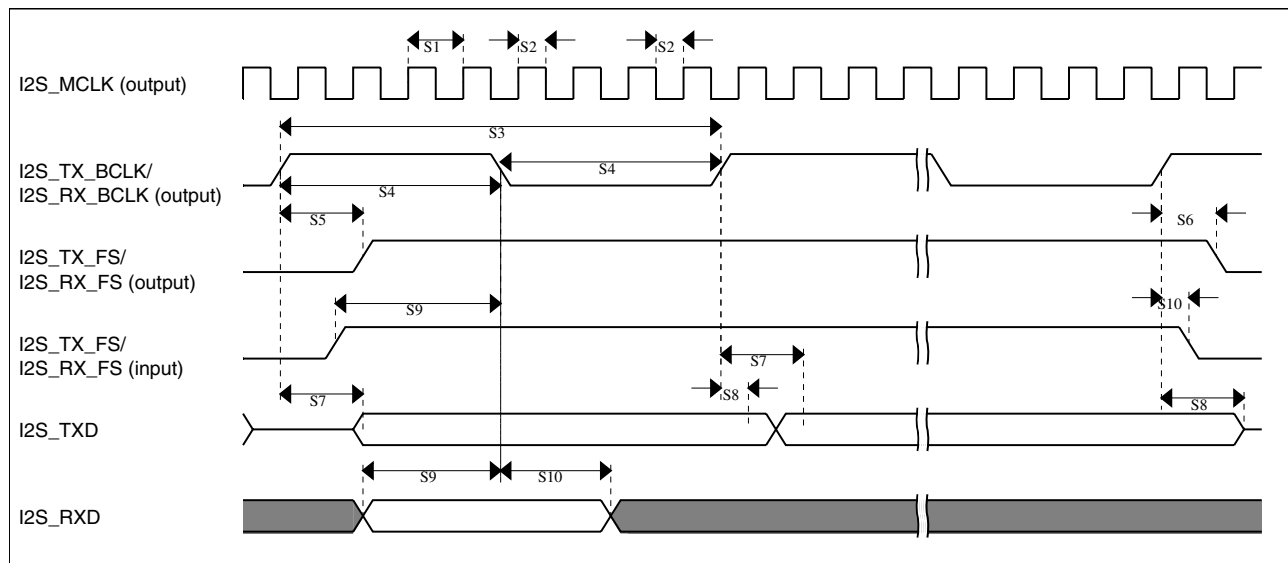 S1
S2
S2
I2S_MCLK (output)
S3
I2S_TX_BCLK/
I2S_RX_BCLK (output)
S4
S4
S5
S6
I2S_TX_FS/
I2S_RX_FS (output)
S9
S10
I2S_TX_FS/
I2S_RX_FS (input)
S7
S7
S8
S8
I2S_TXD
S9
S10
I2S_RXD